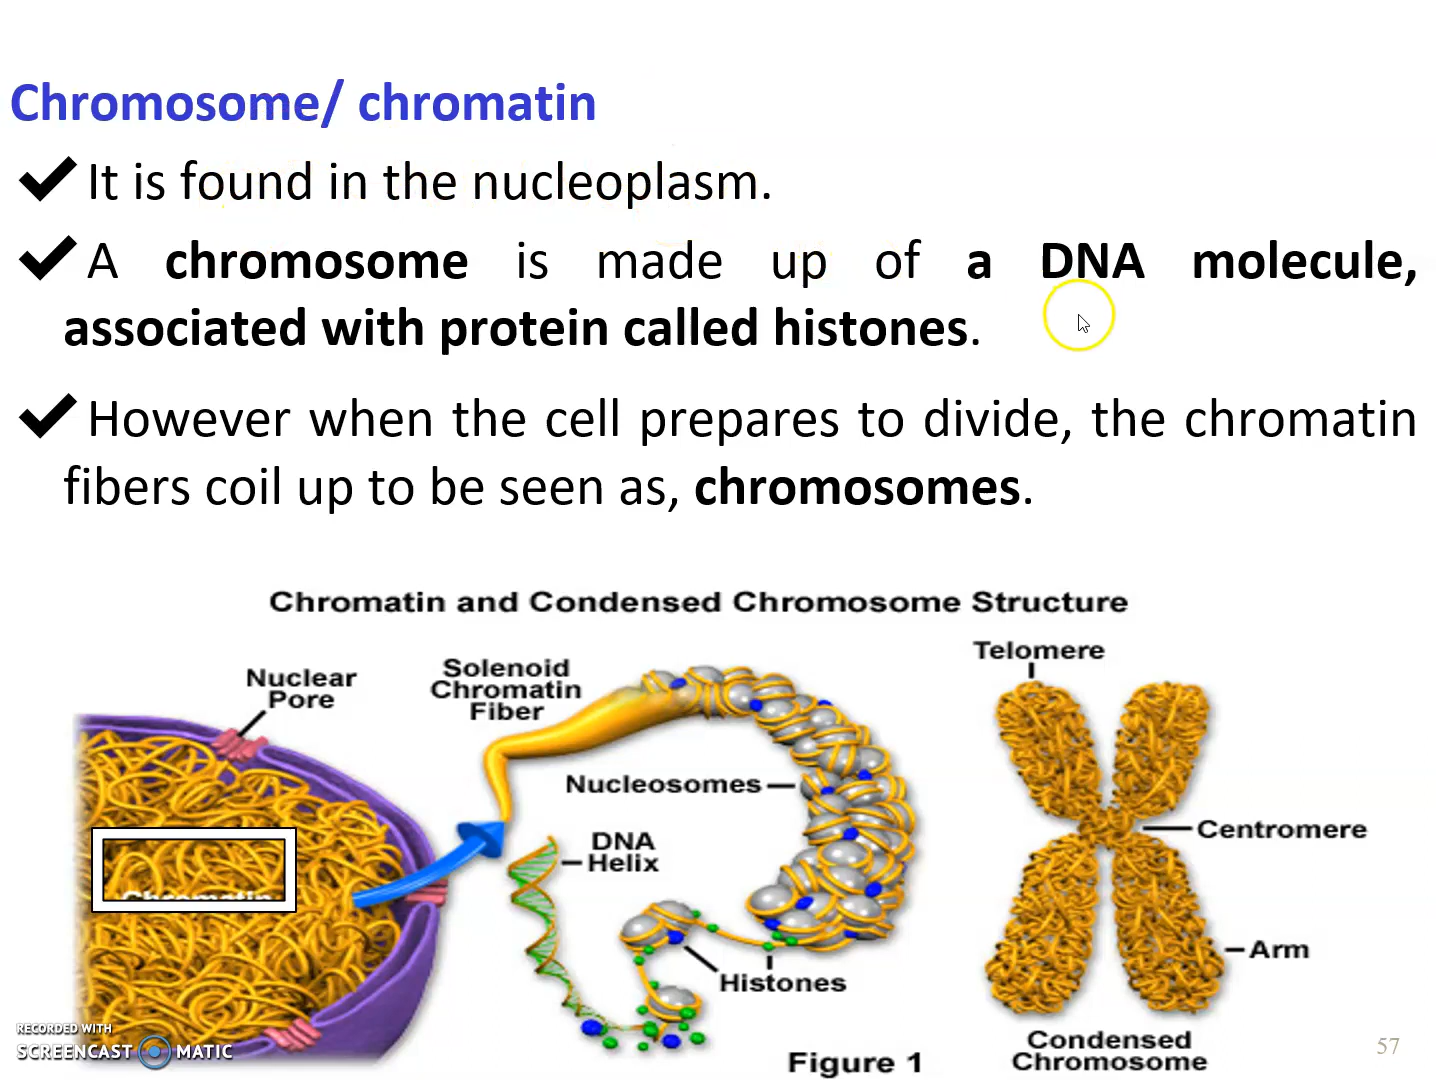 Chromosome/ chromatin
✔It is found in the nucleoplasm.
✔A chromosome is made up of a DNA molecule,
associated with protein called histones.
✔However when the cell prepares to divide, the chromatin
fibers coil up to be seen as, chromosomes.
Chromatin and Condensed Chromosome Structure
Nuclear
Pore
Solenoid
Chromatin
Fiber
Telomere
Nucleosomes
DNA
Helix
Centromere
Chromatin
Histones
Arm
Condensed
Chromosome
Figure 1
RECORDED WITH
SCREENCAST MATIC
57